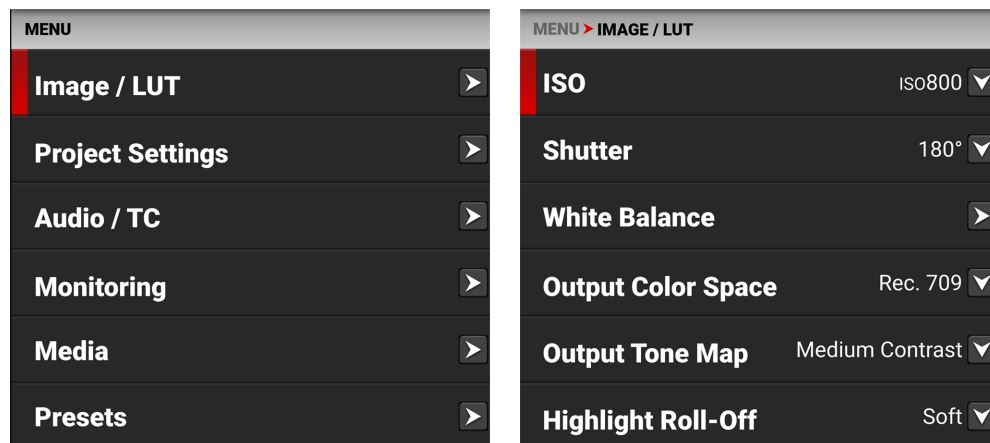 MENU
Image / LUT
Project Settings
Audio / TC
Monitoring
Media
Presets
MENU > IMAGE / LUT
ISO ISO800
Shutter 180°
White Balance
Output Color Space Rec. 709
Output Tone Map Medium Contrast
Highlight Roll-Off Soft